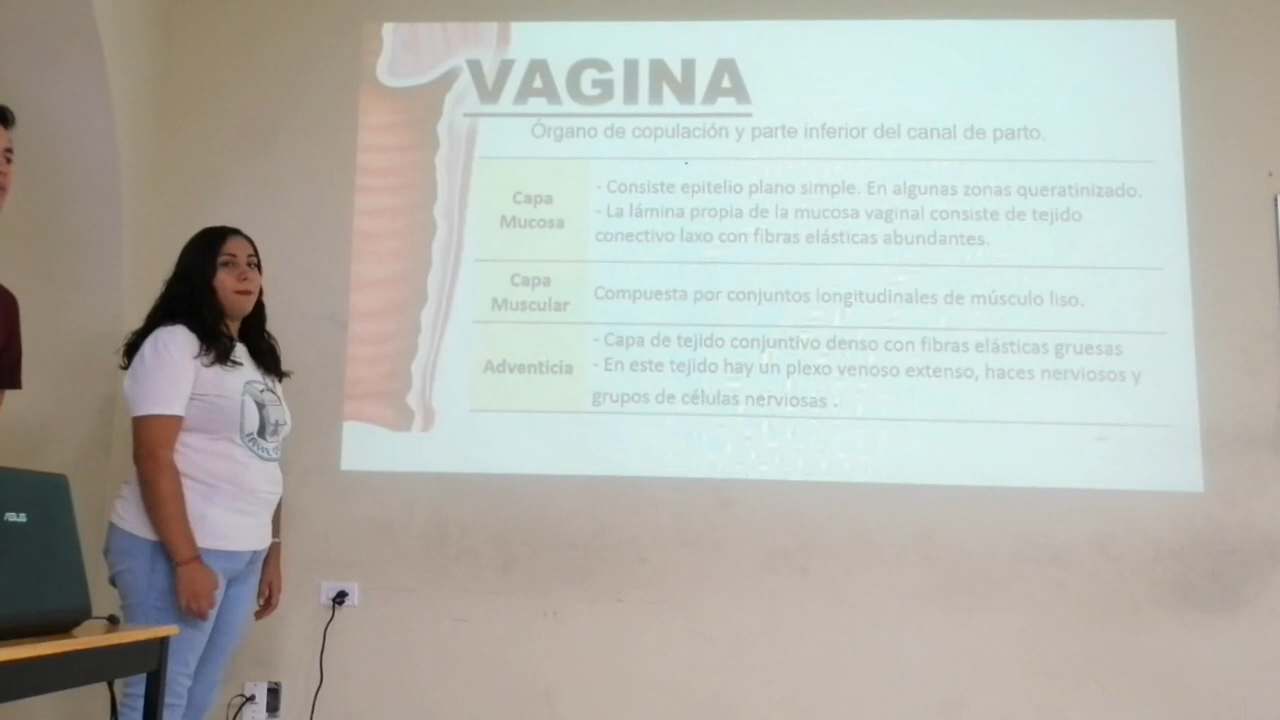 VAGINA
Órgano de copulación y parte inferior del canal de parto.
Capa
Mucosa
- Consiste epitelio plano simple. En algunas zonas queratinizado.
- La lámina propia de la mucosa vaginal consiste de tejido
conectivo laxo con fibras elásticas abundantes.
Capa
Muscular
Compuesta por conjuntos longitudinales de músculo liso.
Adventicia
- Capa de tejido conjuntivo denso con fibras elásticas gruesas
- En este tejido hay un plexo venoso extenso, haces nerviosos y
grupos de células nerviosas .
ASUS